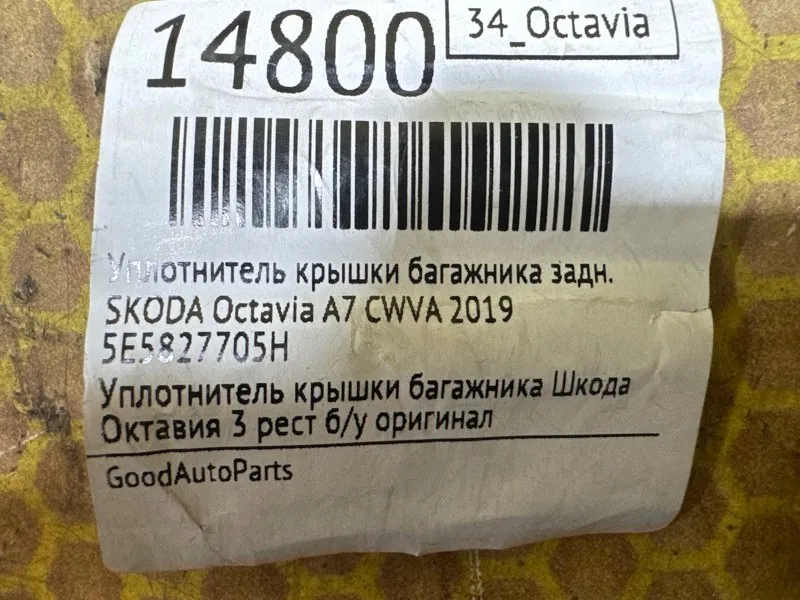 14800
34_Octavia
Уплотнитель крышки багажника задн.
SKODA Octavia A7 CWVA 2019
5E5827705H
Уплотнитель крышки багажника Шкода
Октавия 3 рест б/у оригинал
GoodAutoParts